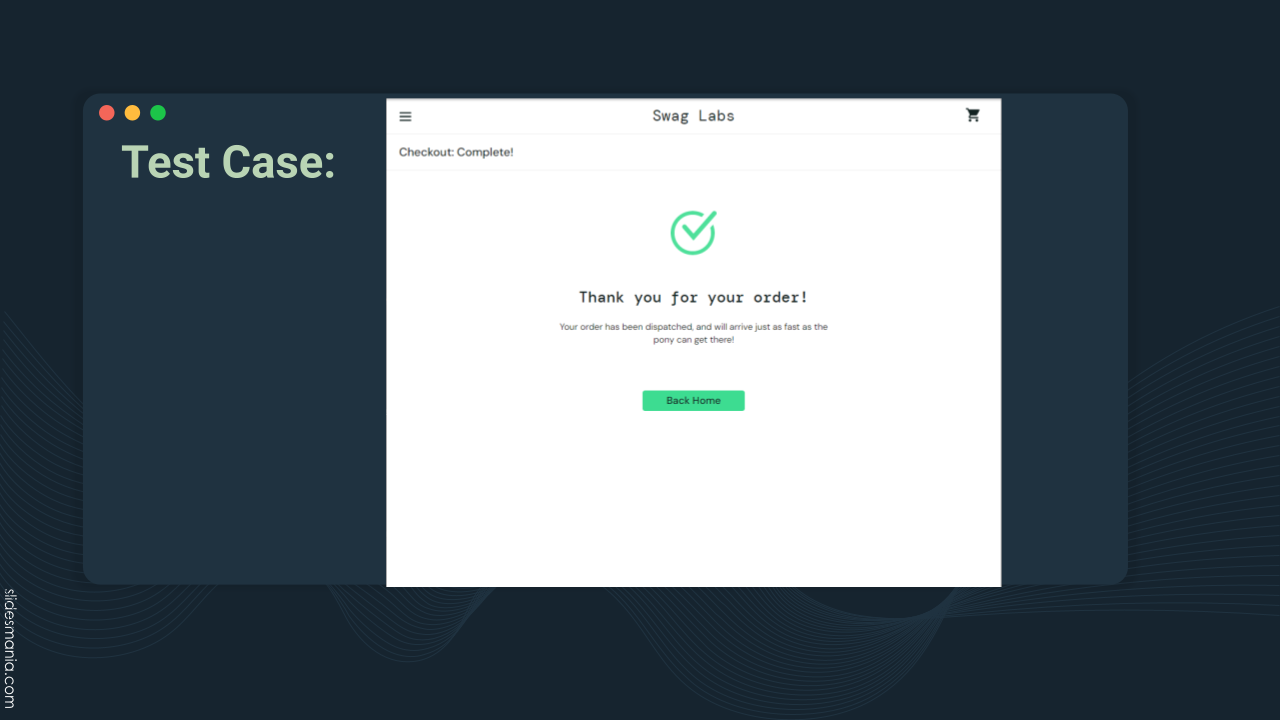 Test Case:
Swag Labs
Checkout: Complete!
Thank you for your order!
Your order has been dispatched, and will arrive just as fast as the
pony can get there!
Back Home
slidesmania.com